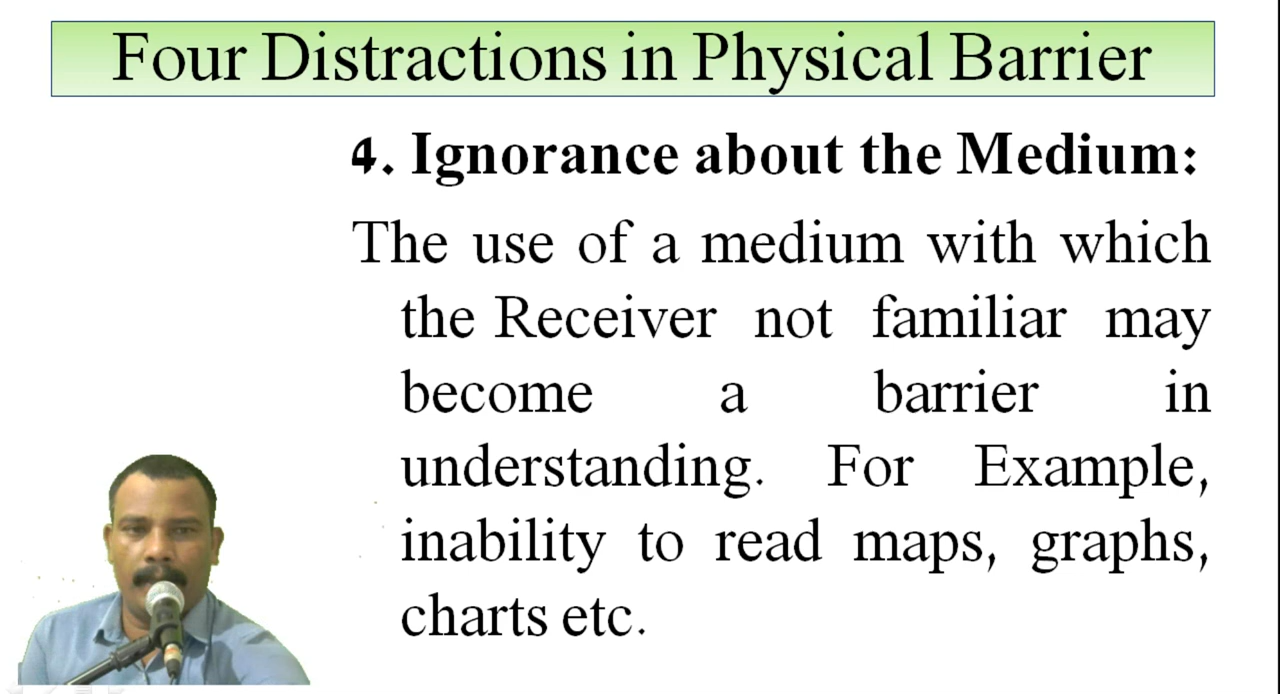 Four Distractions in Physical Barrier
4. Ignorance about the Medium:
The use of a medium with which
the Receiver not familiar may
become a barrier in
understanding. For Example,
inability to read maps, graphs,
charts etc.